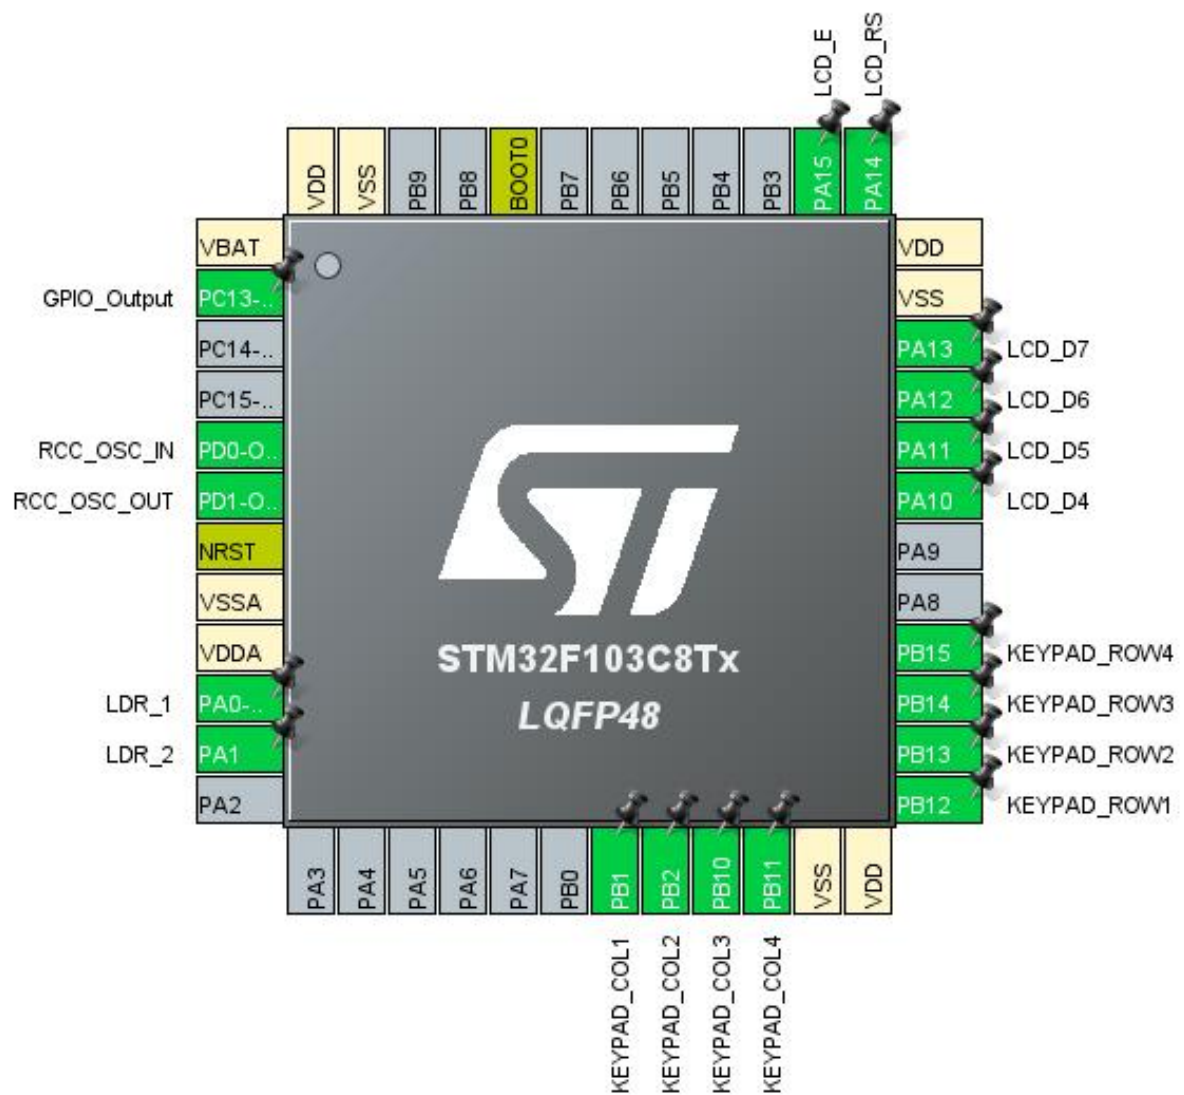 LCD_E
LCD_RS
VDD
VSS
PB9
PB8
BOOT0
PB7
PB6
PB5
PB4
PB3
PA15
PA14
VBAT
GPIO_Output PC13-..
PC14-..
PC15-..
RCC_OSC_IN PD0-O..
RCC_OSC_OUT PD1-O..
NRST
VSSA
VDDA
LDR_1 PA0-..
LDR_2 PA1
PA2
VDD
VSS
PA13 LCD_D7
PA12 LCD_D6
PA11 LCD_D5
PA10 LCD_D4
PA9
PA8
PB15 KEYPAD_ROW4
PB14 KEYPAD_ROW3
PB13 KEYPAD_ROW2
PB12 KEYPAD_ROW1
ST
STM32F103C8Tx
LQFP48
PA3
PA4
PA5
PA6
PA7
PB0
PB1
PB2
PB10
PB11
VSS
VDD
KEYPAD_COL1
KEYPAD_COL2
KEYPAD_COL3
KEYPAD_COL4